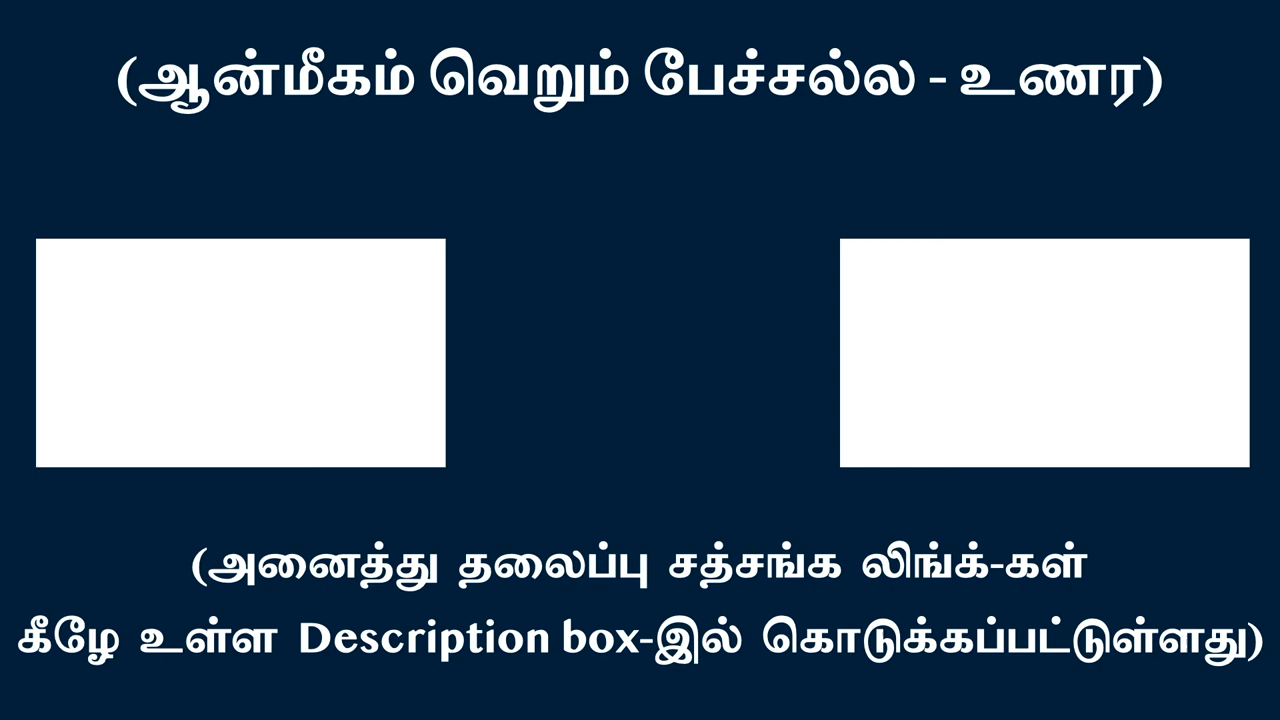 (ஆன்மீகம் வெறும் பேச்சல்ல - உணர)
(அனைத்து தலைப்பு சத்சங்க லிங்க்-கள்
கீழே உள்ள Description box-இல் கொடுக்கப்பட்டுள்ளது)